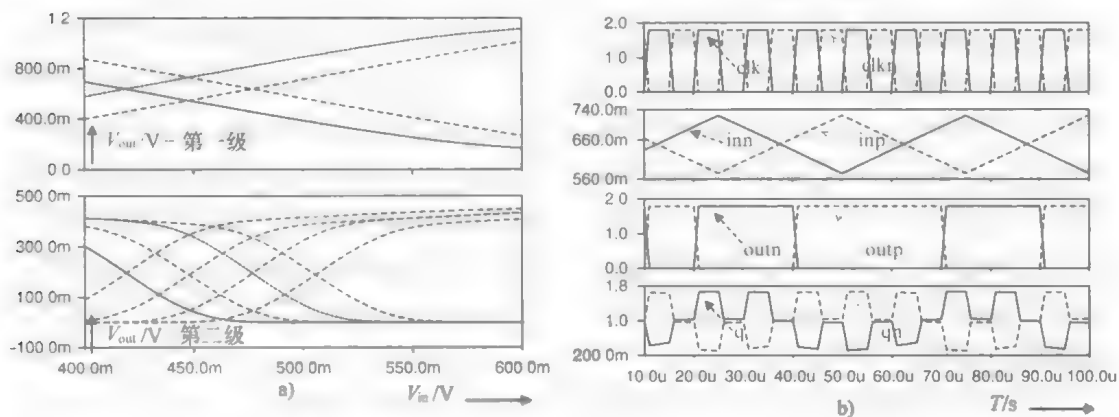 1 2
800.0m
400.0m
0 0
V_out/V 第一级
500.0m
300.0m
100.0m
-100 0m
V_out/V 第二级
400 0m
450.0m
500 0m
550 0m
600 0m
a)
V_in/V
2.0
1.0
0.0
clk
clkn
740.0m
660.0m
560.0m
inn
inp
2.0
1.0
0.0
outn
outp
1.8
1.0
200 0m
q
qn
10 0u
20 0u
30 0u
40.0u
50.0u
60 0u
70 0u
80 0u
90 0u
100.0u
b)
T/s